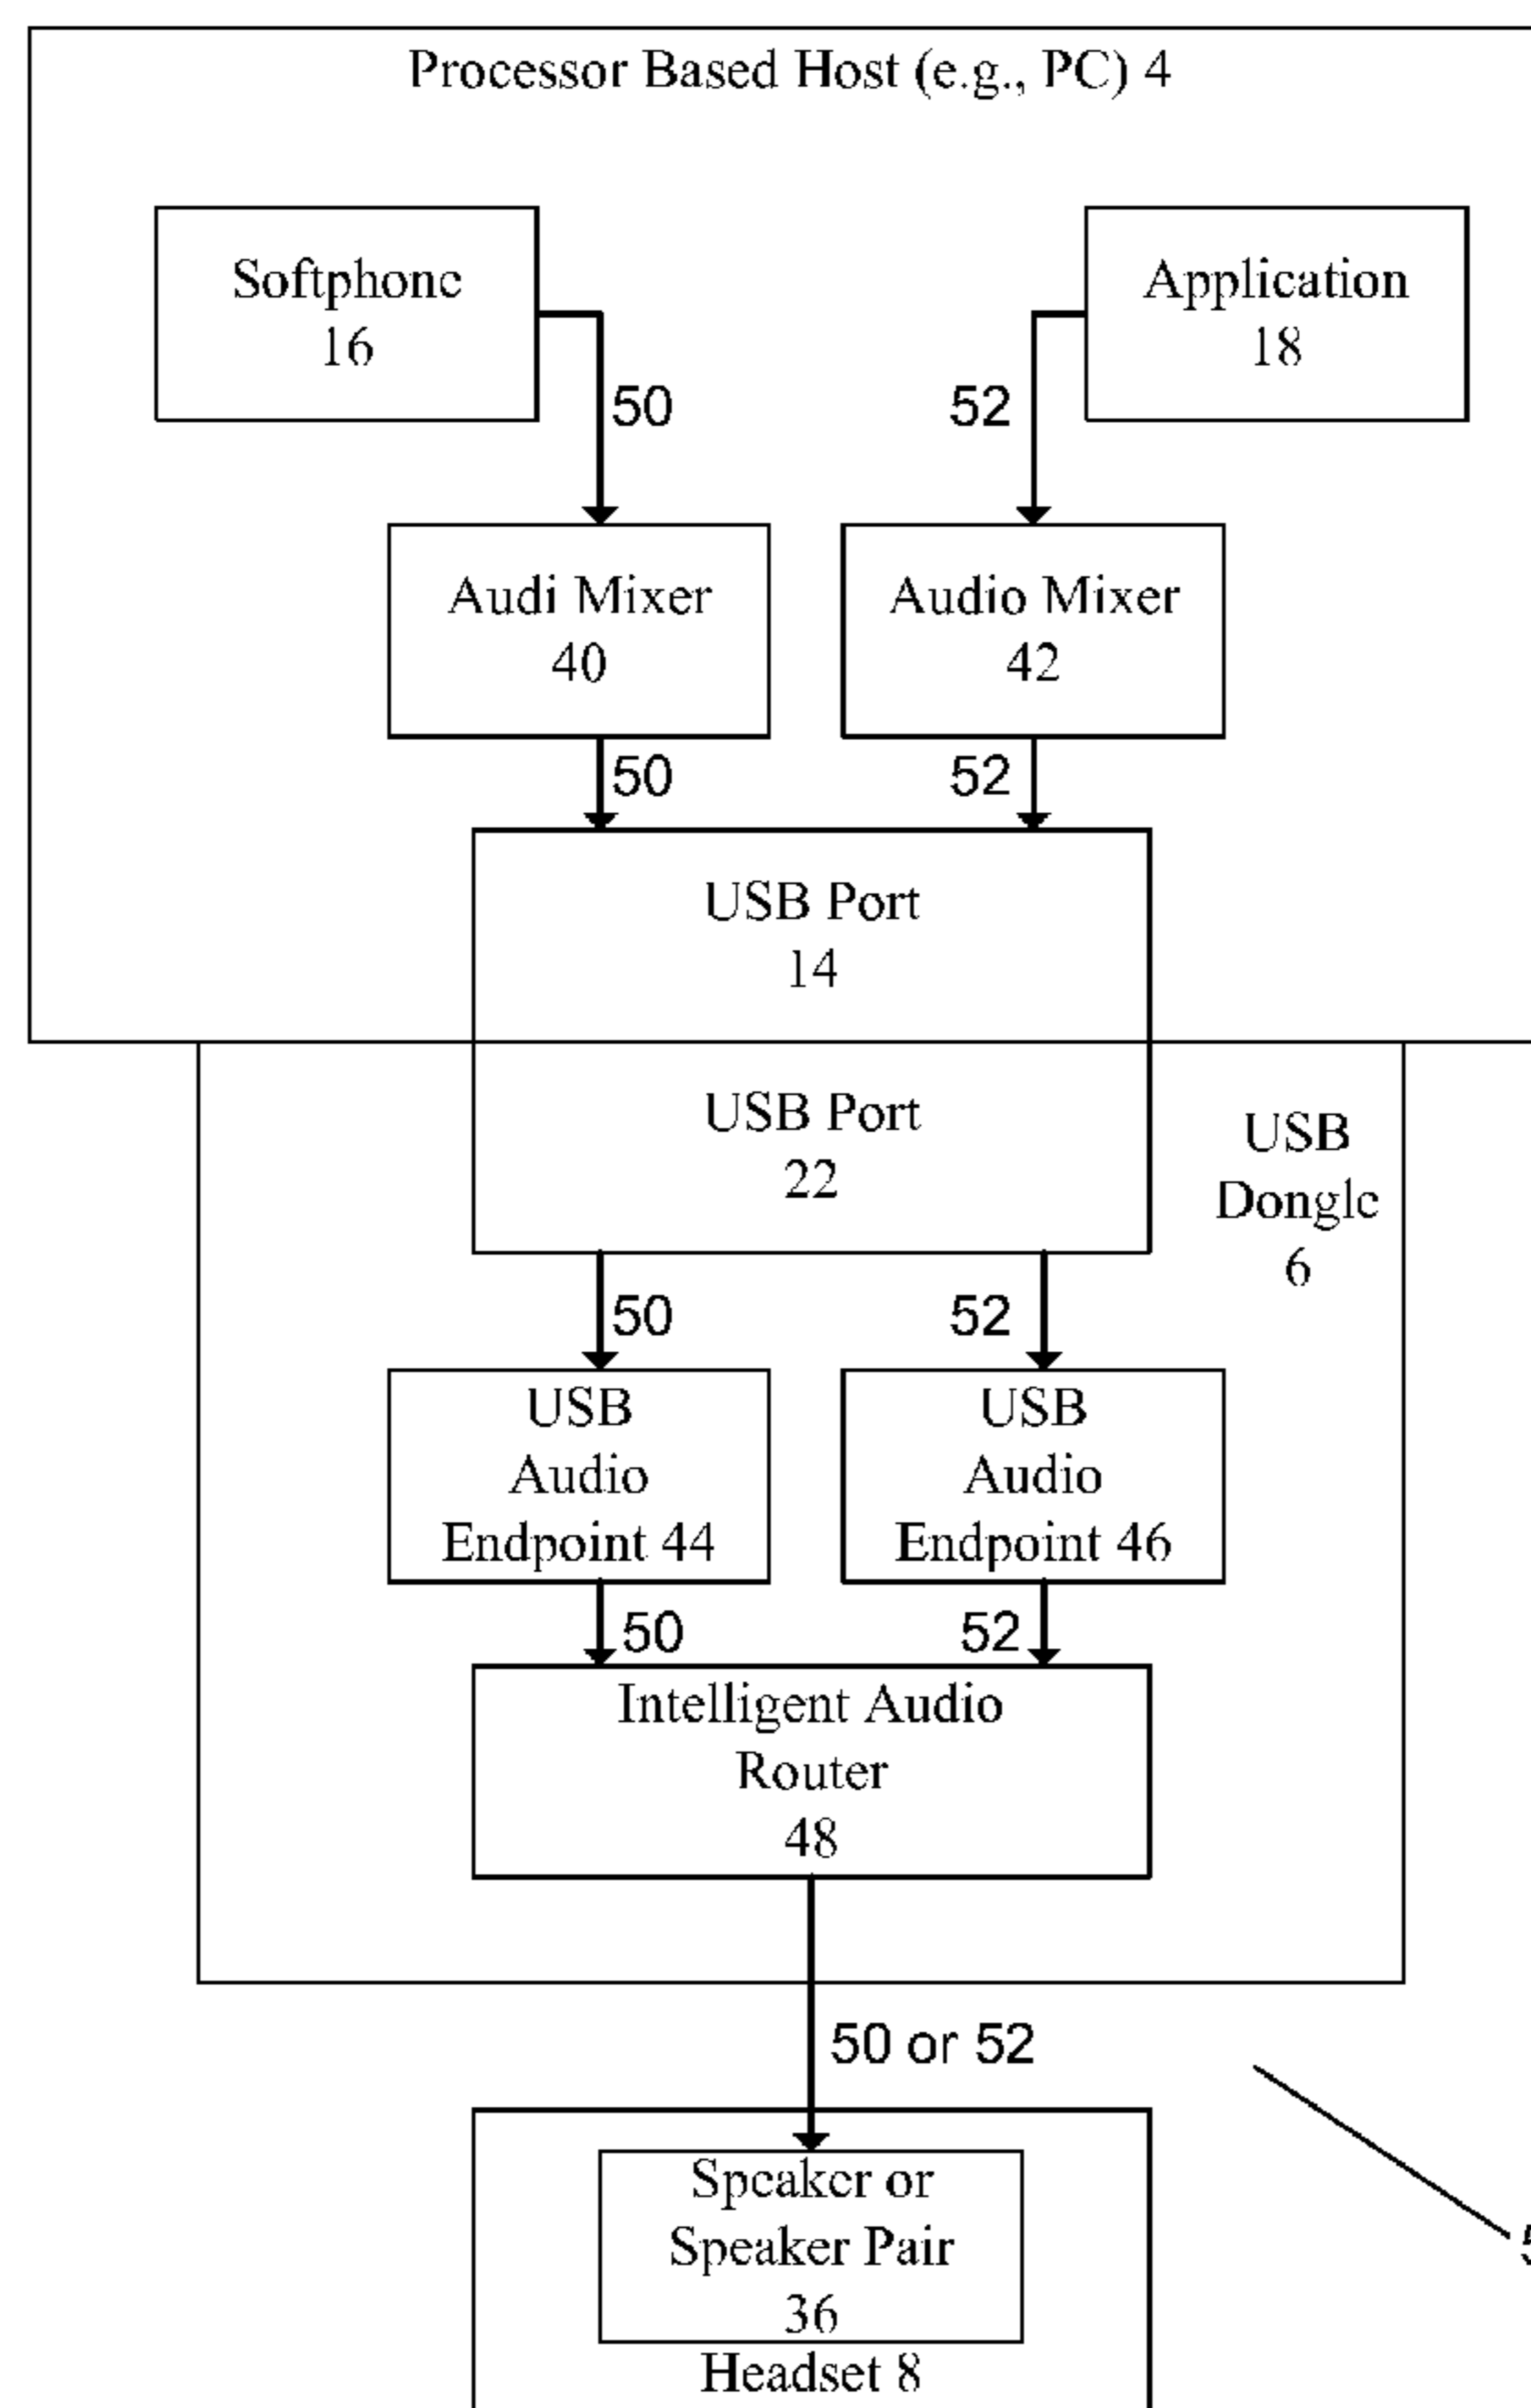 Processor Based Host (e.g., PC) 4
Softphone
16
Application
18
50
52
Audi Mixer
40
Audio Mixer
42
50
52
USB Port
14
USB Port
22
USB
Dongle
6
50
52
USB
Audio
Endpoint 44
USB
Audio
Endpoint 46
50
52
Intelligent Audio
Router
48
50 or 52
Speaker or
Speaker Pair
36
Headset 8